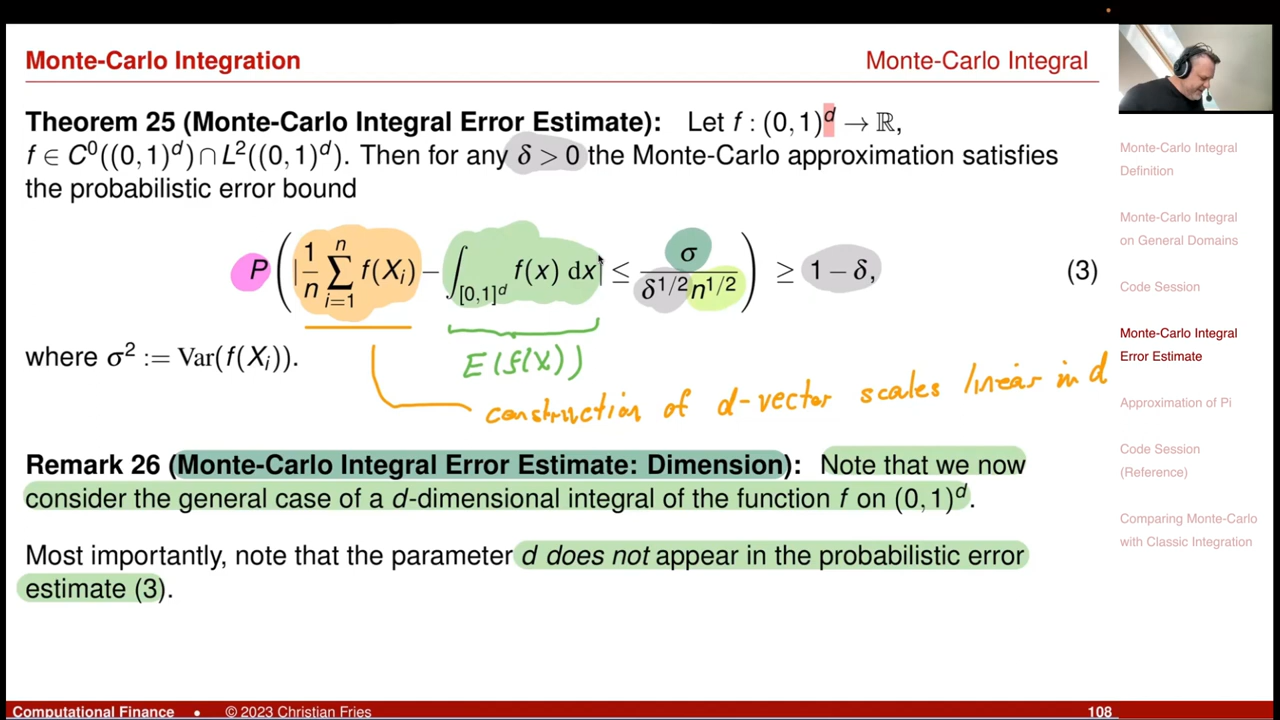 Monte-Carlo Integration
Monte-Carlo Integral
Theorem 25 (Monte-Carlo Integral Error Estimate): Let f : (0,1)^d → ℝ,
f ∈ C^0((0,1)^d) ∩ L^2((0,1)^d). Then for any δ > 0 the Monte-Carlo approximation satisfies
the probabilistic error bound
P ( | 1/n ∑_{i=1}^{n} f(X_i) − ∫_{[0,1]^d} f(x) dx | ≤ σ / (δ^{1/2} n^{1/2}) ) ≥ 1 − δ, (3)
E(f(X))
where σ^2 := Var(f(X_i)).
construction of d-vector scales linear in d
Remark 26 (Monte-Carlo Integral Error Estimate: Dimension): Note that we now
consider the general case of a d-dimensional integral of the function f on (0,1)^d.
Most importantly, note that the parameter d does not appear in the probabilistic error
estimate (3).
Monte-Carlo Integral
Definition
Monte-Carlo Integral
on General Domains
Code Session
Monte-Carlo Integral
Error Estimate
Approximation of Pi
Code Session
(Reference)
Comparing Monte-Carlo
with Classic Integration
Computational Finance • © 2023 Christian Fries 108